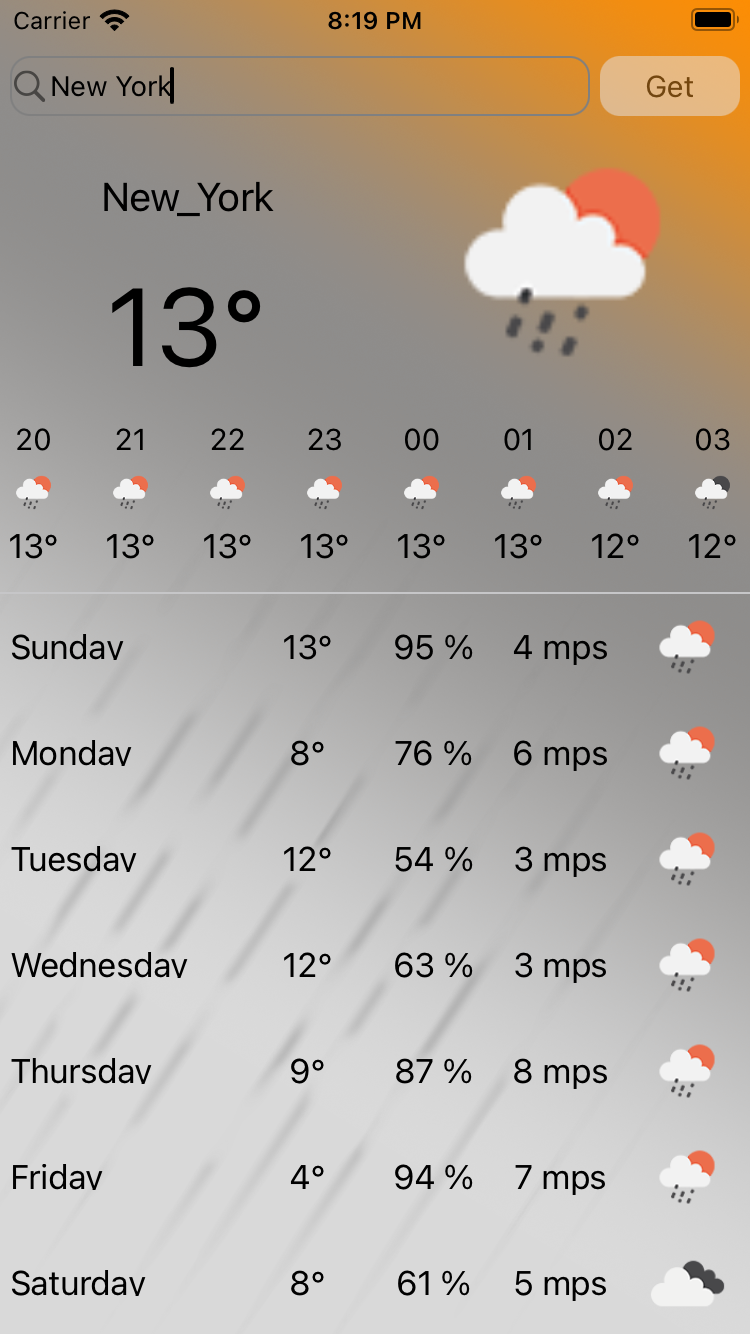 Carrier 8:19 PM
New York Get
New_York
13°
20 21 22 23 00 01 02 03
13° 13° 13° 13° 13° 13° 12° 12°
Sunday 13° 95 % 4 mps
Monday 8° 76 % 6 mps
Tuesday 12° 54 % 3 mps
Wednesday 12° 63 % 3 mps
Thursday 9° 87 % 8 mps
Friday 4° 94 % 7 mps
Saturday 8° 61 % 5 mps